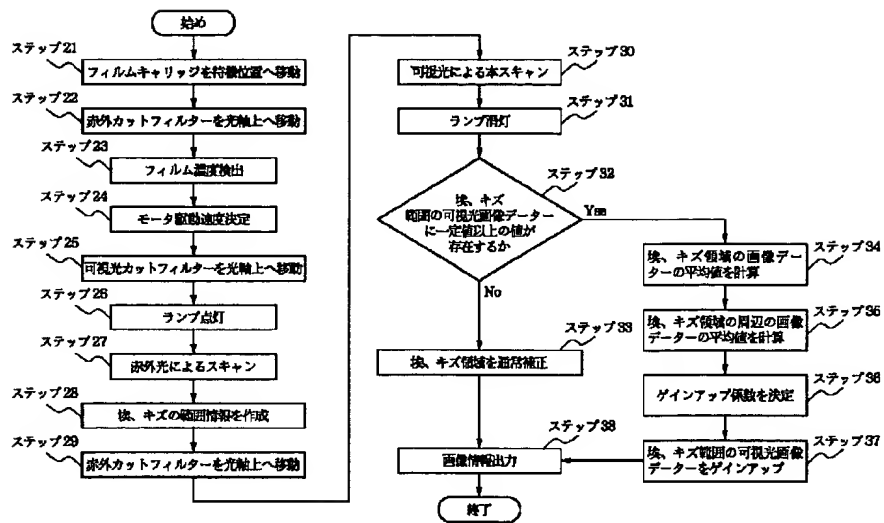 始め
ステップ21
フィルムキャリッジを待機位置へ移動
ステップ22
赤外カットフィルターを光軸上へ移動
ステップ23
フィルム濃度検出
ステップ24
モータ駆動速度決定
ステップ25
可視光カットフィルターを光軸上へ移動
ステップ26
ランプ点灯
ステップ27
赤外光によるスキャン
ステップ28
埃、キズの範囲情報を作成
ステップ29
赤外カットフィルターを光軸上へ移動
ステップ30
可視光による本スキャン
ステップ31
ランプ消灯
ステップ32
埃、キズ
範囲の可視光画像データー
に一定値以上の値が
存在するか
Yes
No
ステップ33
埃、キズ領域を通常補正
ステップ34
埃、キズ領域の画像デー
ターの平均値を計算
ステップ35
埃、キズ領域の周辺の画像
データーの平均値を計算
ステップ36
ゲインアップ係数を決定
ステップ37
埃、キズ範囲の可視光画像
データーをゲインアップ
ステップ38
画像情報出力
終了